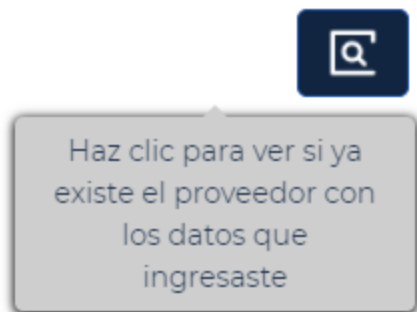 Haz clic para ver si ya
existe el proveedor con
los datos que
ingresaste